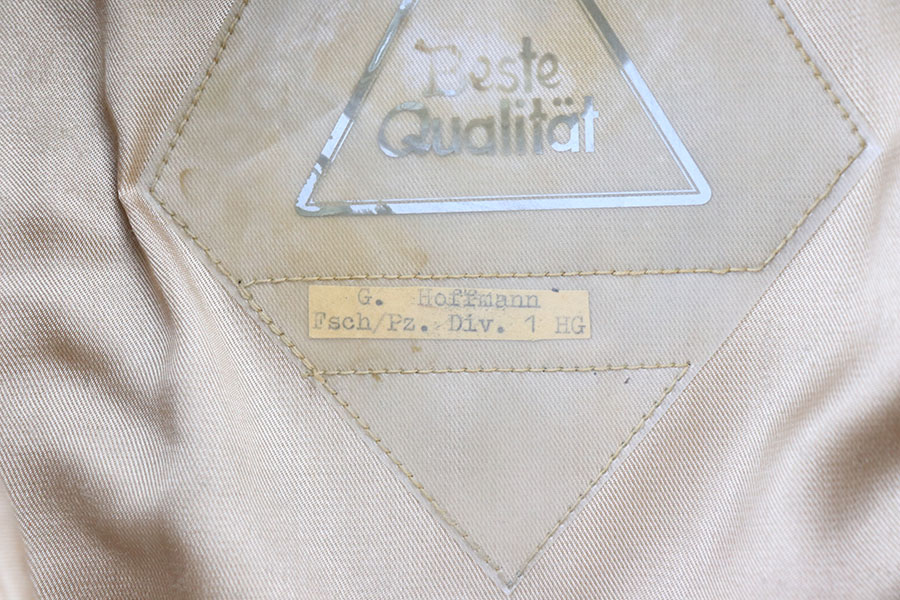 Beste
Qualität
G. Hoffmann
Fsch/Pz. Div. 1 HG